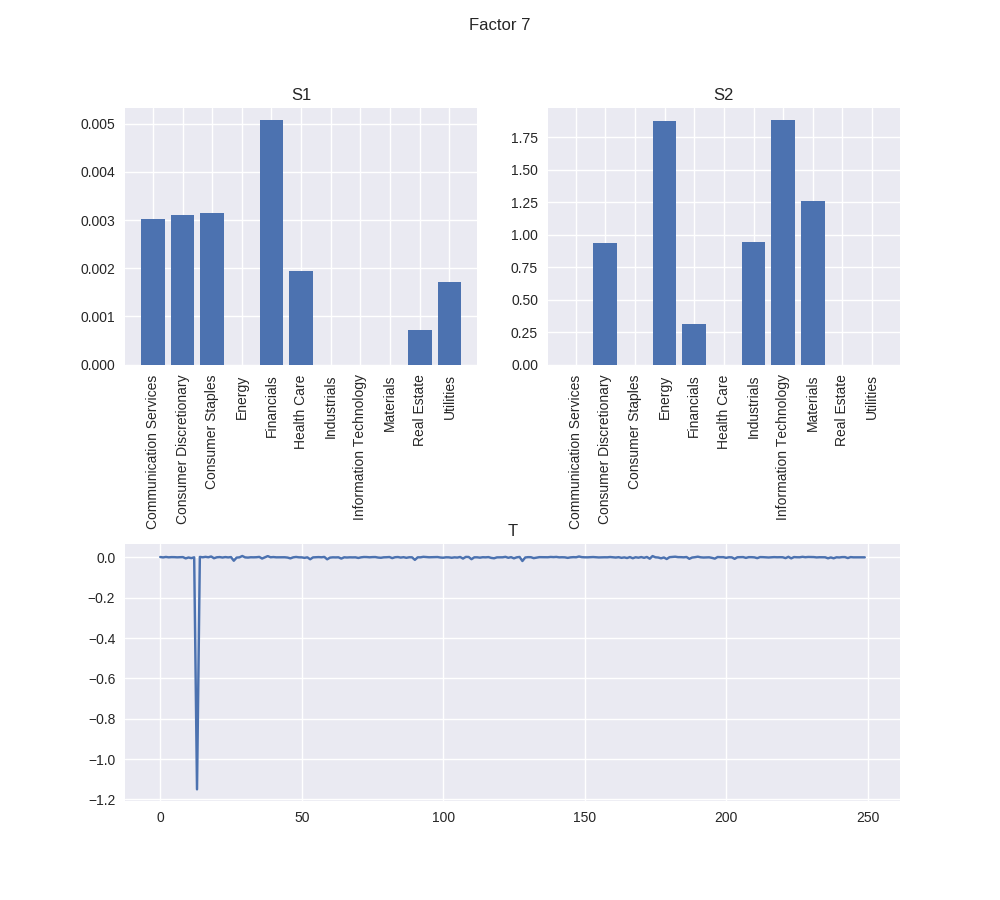 Factor 7
S1
0.005
0.004
0.003
0.002
0.001
0.000
Communication Services
Consumer Discretionary
Consumer Staples
Energy
Financials
Health Care
Industrials
Information Technology
Materials
Real Estate
Utilities
S2
1.75
1.50
1.25
1.00
0.75
0.50
0.25
0.00
Communication Services
Consumer Discretionary
Consumer Staples
Energy
Financials
Health Care
Industrials
Information Technology
Materials
Real Estate
Utilities
T
0.0
−0.2
−0.4
−0.6
−0.8
−1.0
−1.2
0
50
100
150
200
250